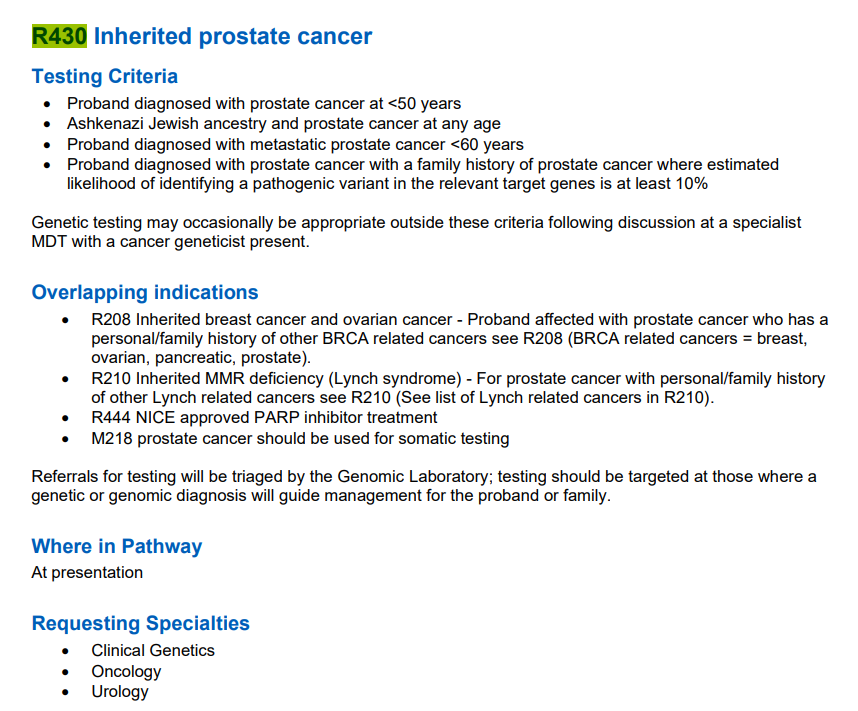 R430 Inherited prostate cancer
Testing Criteria
• Proband diagnosed with prostate cancer at <50 years
• Ashkenazi Jewish ancestry and prostate cancer at any age
• Proband diagnosed with metastatic prostate cancer <60 years
• Proband diagnosed with prostate cancer with a family history of prostate cancer where estimated
likelihood of identifying a pathogenic variant in the relevant target genes is at least 10%
Genetic testing may occasionally be appropriate outside these criteria following discussion at a specialist
MDT with a cancer geneticist present.
Overlapping indications
• R208 Inherited breast cancer and ovarian cancer - Proband affected with prostate cancer who has a
personal/family history of other BRCA related cancers see R208 (BRCA related cancers = breast,
ovarian, pancreatic, prostate).
• R210 Inherited MMR deficiency (Lynch syndrome) - For prostate cancer with personal/family history
of other Lynch related cancers see R210 (See list of Lynch related cancers in R210).
• R444 NICE approved PARP inhibitor treatment
• M218 prostate cancer should be used for somatic testing
Referrals for testing will be triaged by the Genomic Laboratory; testing should be targeted at those where a
genetic or genomic diagnosis will guide management for the proband or family.
Where in Pathway
At presentation
Requesting Specialties
• Clinical Genetics
• Oncology
• Urology